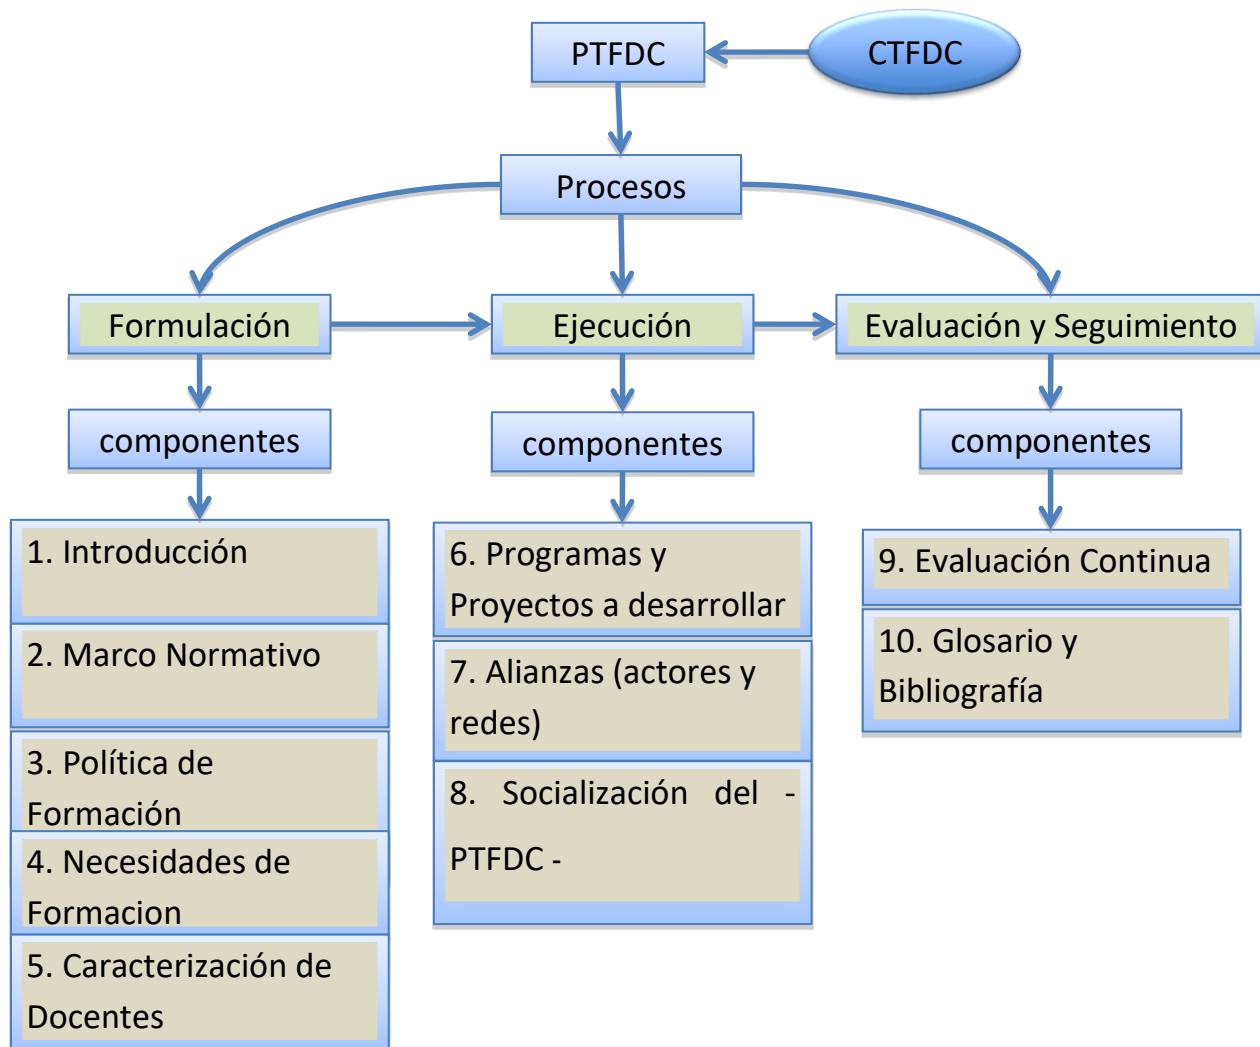 PTFDC
CTFDC
Procesos
Formulación
Ejecución
Evaluación y Seguimiento
componentes
componentes
componentes
1. Introducción
2. Marco Normativo
3. Política de
Formación
4. Necesidades de
Formacion
5. Caracterización de
Docentes
6. Programas y
Proyectos a desarrollar
7. Alianzas (actores y
redes)
8. Socialización del -
PTFDC -
9. Evaluación Continua
10. Glosario y
Bibliografía